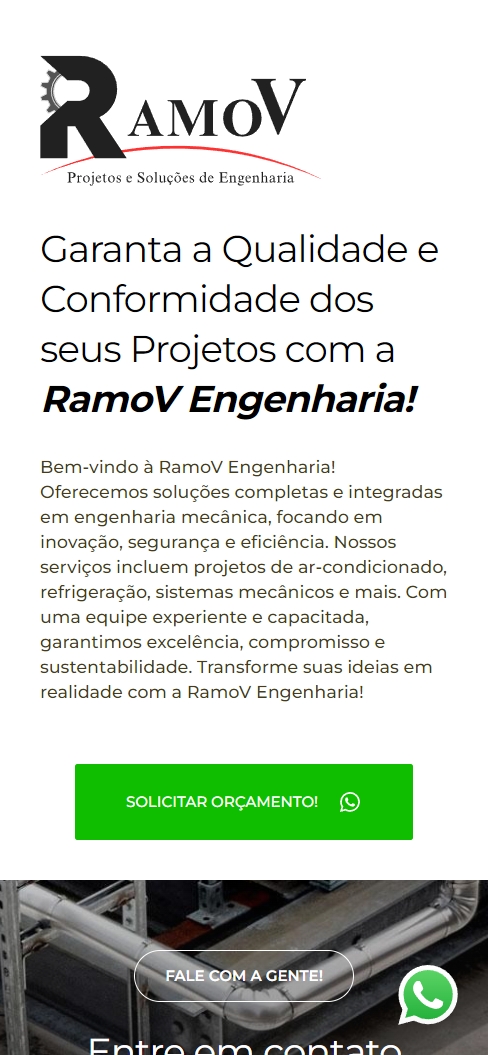 RAMOV
Projetos e Soluções de Engenharia
Garanta a Qualidade e
Conformidade dos
seus Projetos com a
RamoV Engenharia!
Bem-vindo à RamoV Engenharia!
Oferecemos soluções completas e integradas
em engenharia mecânica, focando em
inovação, segurança e eficiência. Nossos
serviços incluem projetos de ar-condicionado,
refrigeração, sistemas mecânicos e mais. Com
uma equipe experiente e capacitada,
garantimos excelência, compromisso e
sustentabilidade. Transforme suas ideias em
realidade com a RamoV Engenharia!
SOLICITAR ORÇAMENTO!
FALE COM A GENTE!
Entre em contato